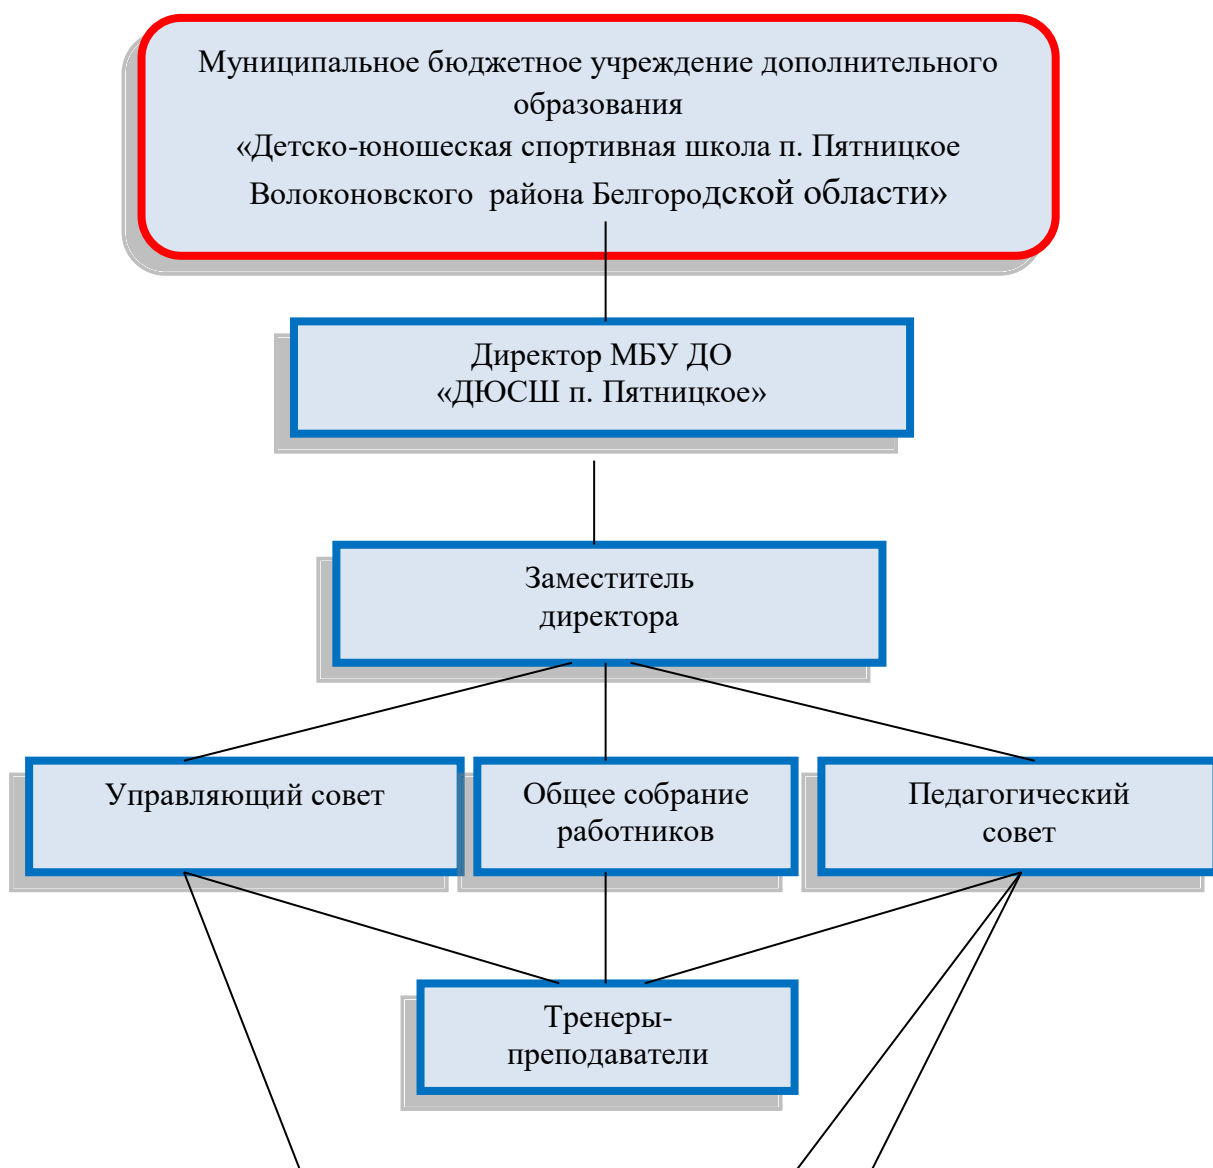 Муниципальное бюджетное учреждение дополнительного
образования
«Детско-юношеская спортивная школа п. Пятницкое
Волоконовского района Белгородской области»
Директор МБУ ДО
«ДЮСШ п. Пятницкое»
Заместитель
директора
Управляющий совет
Общее собрание
работников
Педагогический
совет
Тренеры-
преподаватели